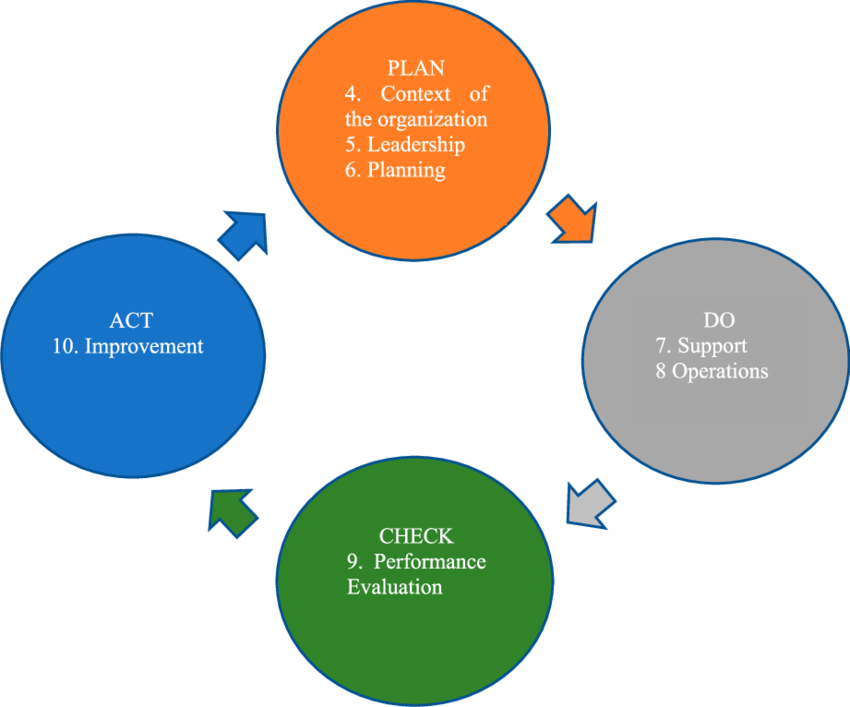 PLAN
4. Context of
the organization
5. Leadership
6. Planning
DO
7. Support
8 Operations
CHECK
9. Performance
Evaluation
ACT
10. Improvement